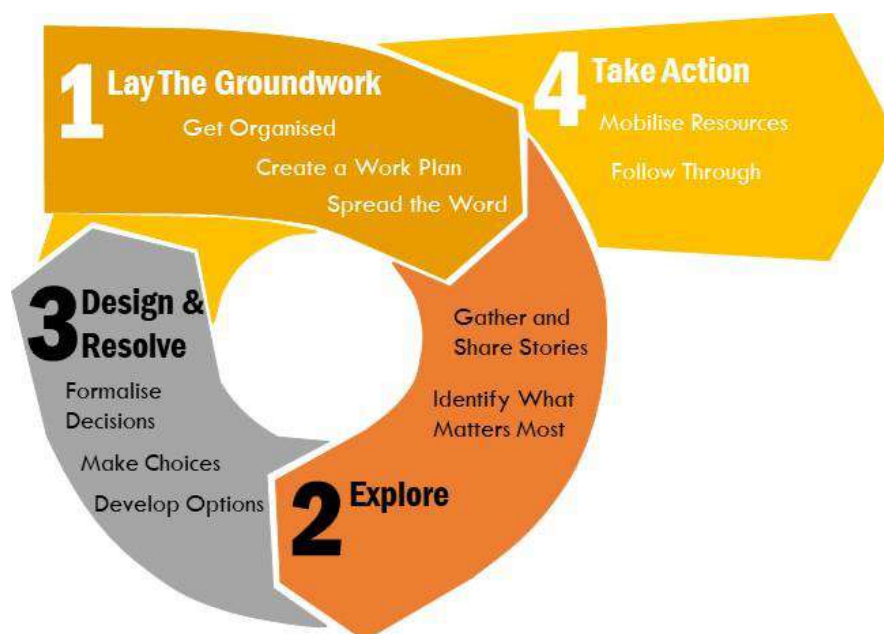 1
Lay The Groundwork
Get Organised
Create a Work Plan
Spread the Word
4
Take Action
Mobilise Resources
Follow Through
Gather and
Share Stories
Identify What
Matters Most
2
Explore
3
Design &
Resolve
Formalise
Decisions
Make Choices
Develop Options